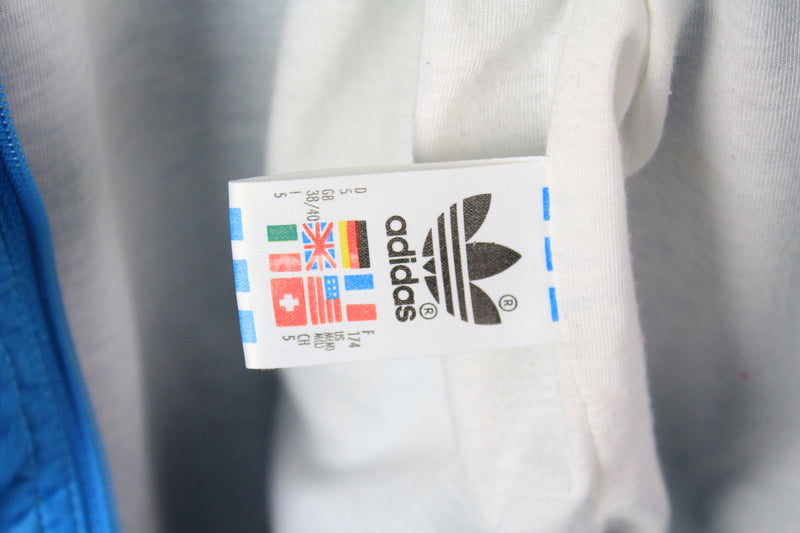 ®
adidas ®
D 5 F 174
GB 38/40 US
I 5 CH 5